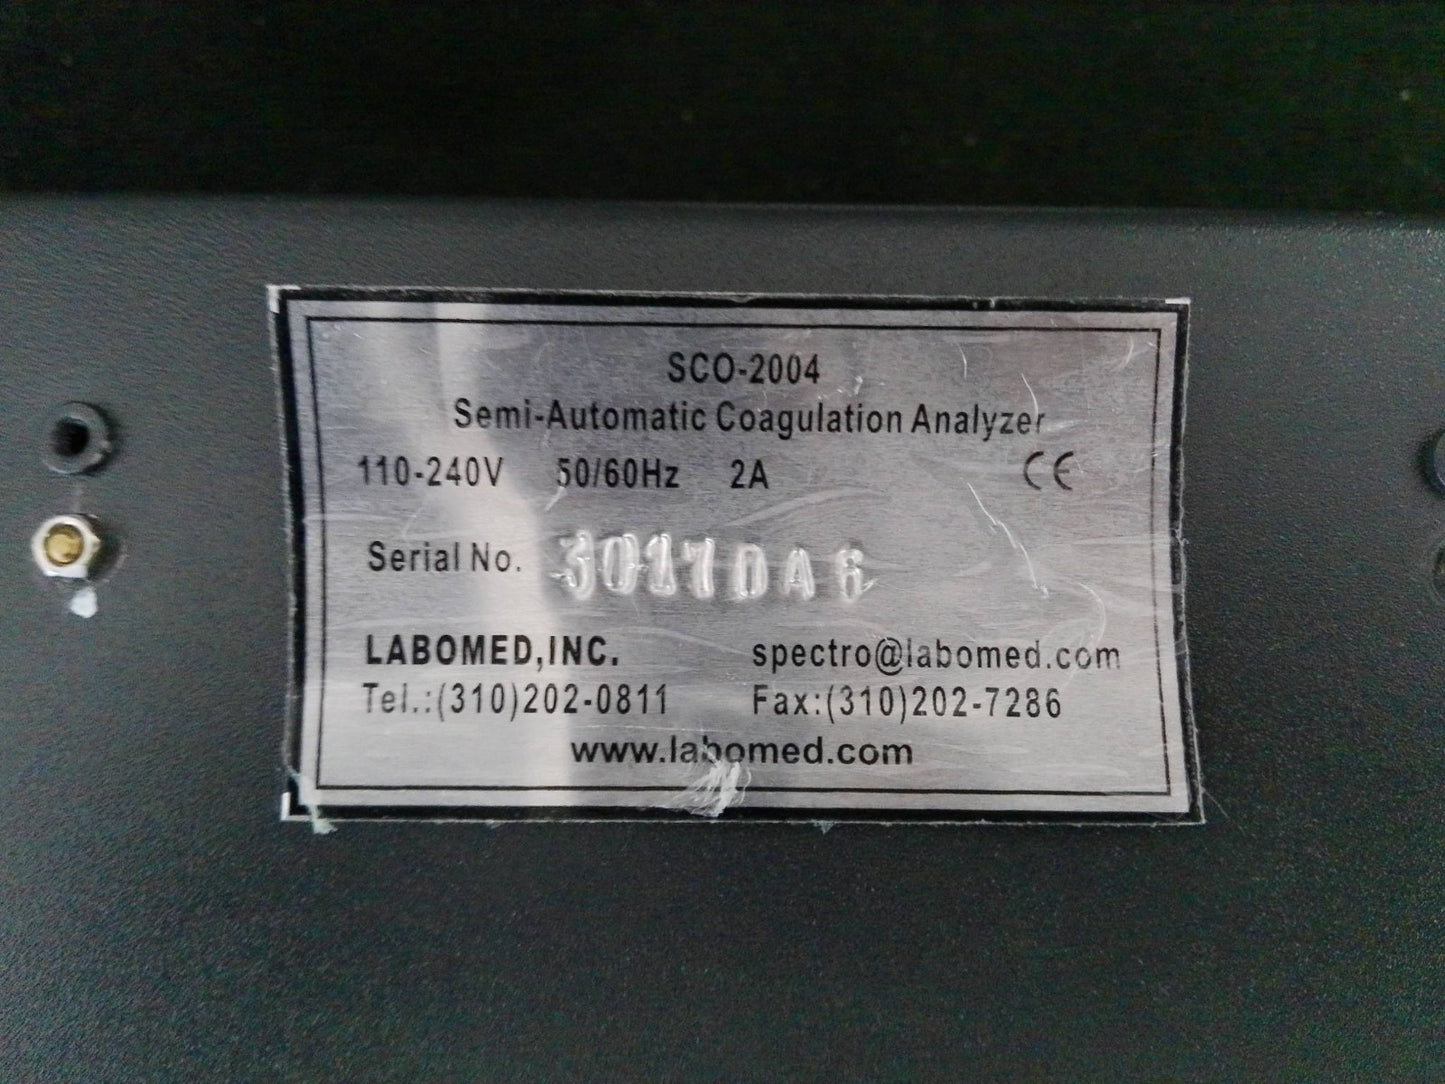 SCO-2004
Semi-Automatic Coagulation Analyzer
110-240V 50/60Hz 2A CE
Serial No. 3017DA6
LABOMED,INC. spectro@labomed.com
Tel.:(310)202-0811 Fax:(310)202-7286
www.labomed.com